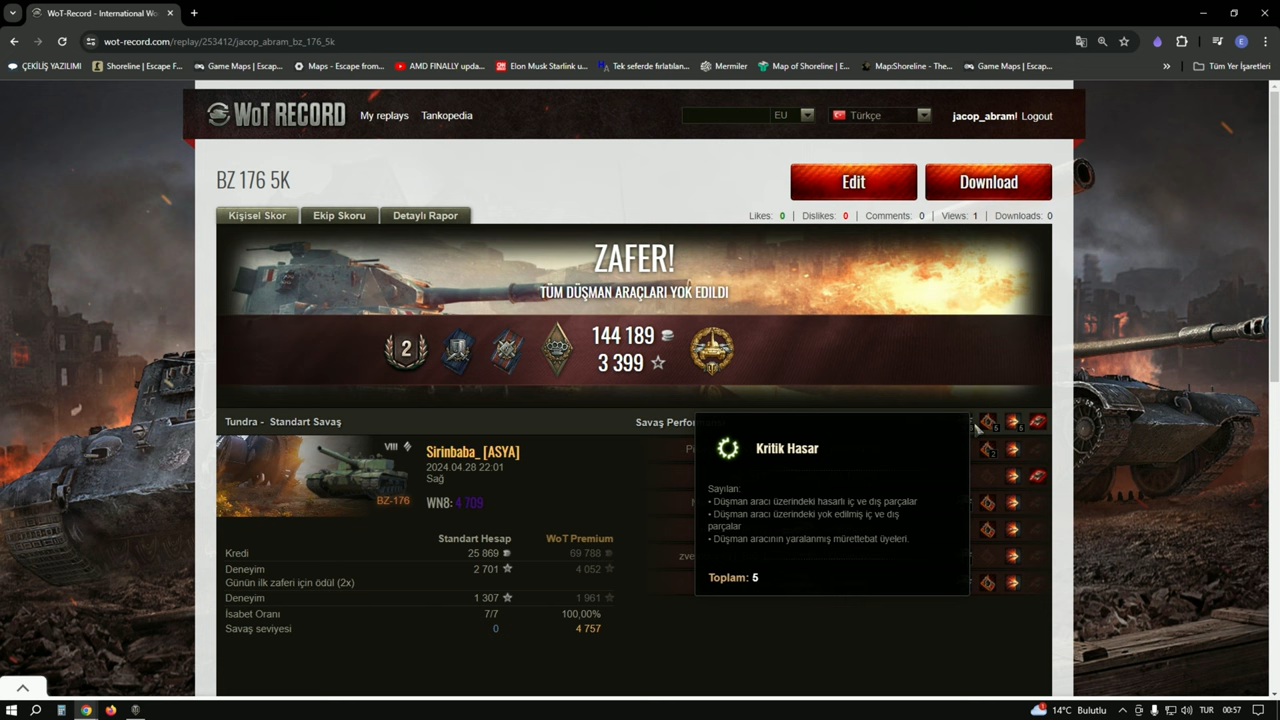 WoT-Record - International Wo
wot-record.com/replay/253412/jacop_abram_bz_176_5k
E
ÇEKİLİŞ YAZILIMI
Shoreline | Escape F...
Game Maps | Escap...
Maps - Escape from...
AMD FINALLY upda...
Elon Musk Starlink u...
Tek seferde fırlatılan...
Mermiler
Map of Shoreline | E...
Map:Shoreline - The...
Game Maps | Escap...
Tüm Yer İşaretleri
WoT RECORD
My replays
Tankopedia
EU
Türkçe
jacop_abram! Logout
BZ 176 5K
Edit
Download
Kişisel Skor
Ekip Skoru
Detaylı Rapor
Likes: 0 | Dislikes: 0 | Comments: 0 | Views: 1 | Downloads: 0
ZAFER!
TÜM DÜŞMAN ARAÇLARI YOK EDILDI
2
144 189
3 399
Tundra - Standart Savaş
Savaş Perfo
VIII
BZ-176
Sirinbaba_ [ASYA]
2024.04.28 22:01
Sağ
WN8: 4 709
Standart Hesap
WoT Premium
Kredi
25 869
69 788
Deneyim
2 701
4 052
Günün ilk zaferi için ödül (2x)
Deneyim
1 307
1 961
İsabet Oranı
7/7
100,00%
Savaş seviyesi
0
4 757
Kritik Hasar
Sayılan:
• Düşman aracı üzerindeki hasarlı iç ve dış parçalar
• Düşman aracı üzerindeki yok edilmiş iç ve dış
parçalar
• Düşman aracının yaralanmış mürettebat üyeleri.
Toplam: 5
14°C Bulutlu
TUR
00:57